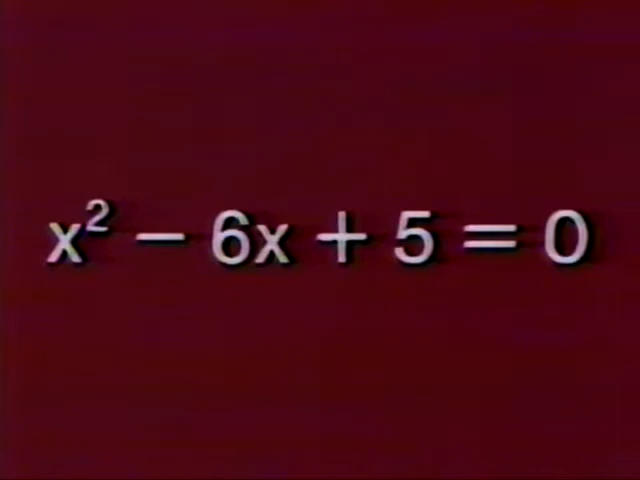 x² − 6x + 5 = 0